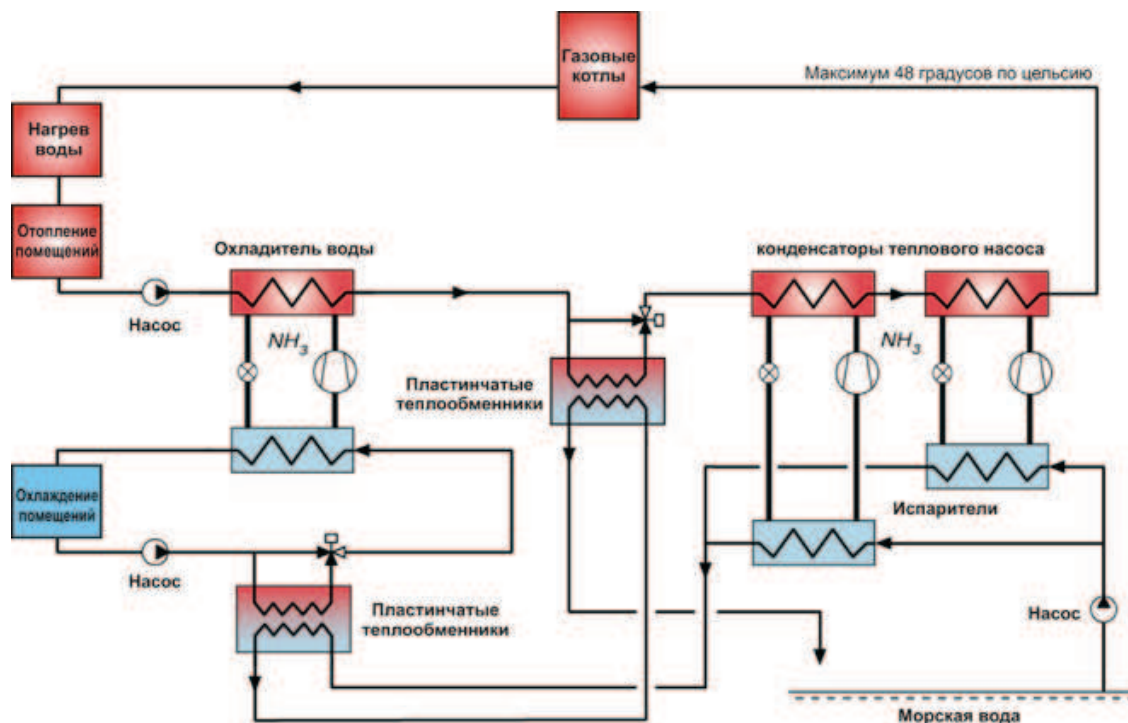 Газовые
котлы
Максимум 48 градусов по цельсию
Нагрев
воды
Отопление
помещений
Охладитель воды
конденсаторы теплового насоса
Насос
NH3
NH3
Пластинчатые
теплообменники
Охлаждение
помещений
Испарители
Насос
Пластинчатые
теплообменники
Насос
Морская вода